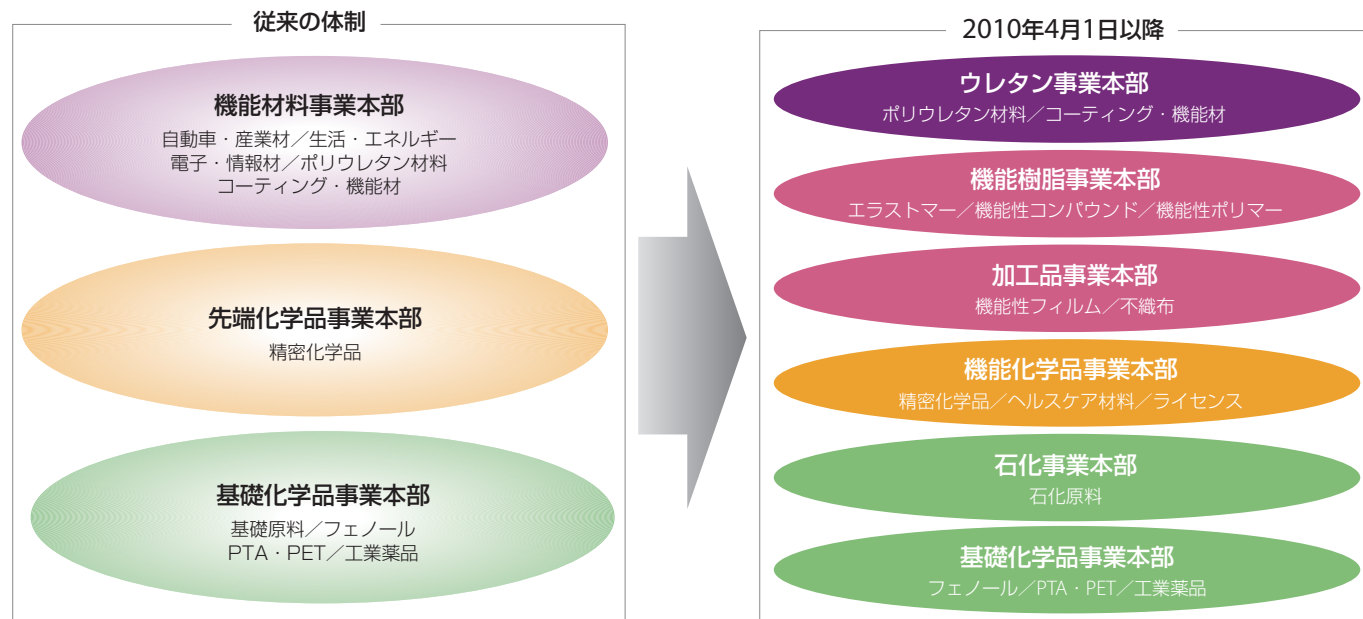 従来の体制
機能材料事業本部
自動車・産業材／生活・エネルギー
電子・情報材／ポリウレタン材料
コーティング・機能材
先端化学品事業本部
精密化学品
基礎化学品事業本部
基礎原料／フェノール
PTA・PET／工業薬品
2010年4月1日以降
ウレタン事業本部
ポリウレタン材料／コーティング・機能材
機能樹脂事業本部
エラストマー／機能性コンパウンド／機能性ポリマー
加工品事業本部
機能性フィルム／不織布
機能化学品事業本部
精密化学品／ヘルスケア材料／ライセンス
石化事業本部
石化原料
基礎化学品事業本部
フェノール／PTA・PET／工業薬品